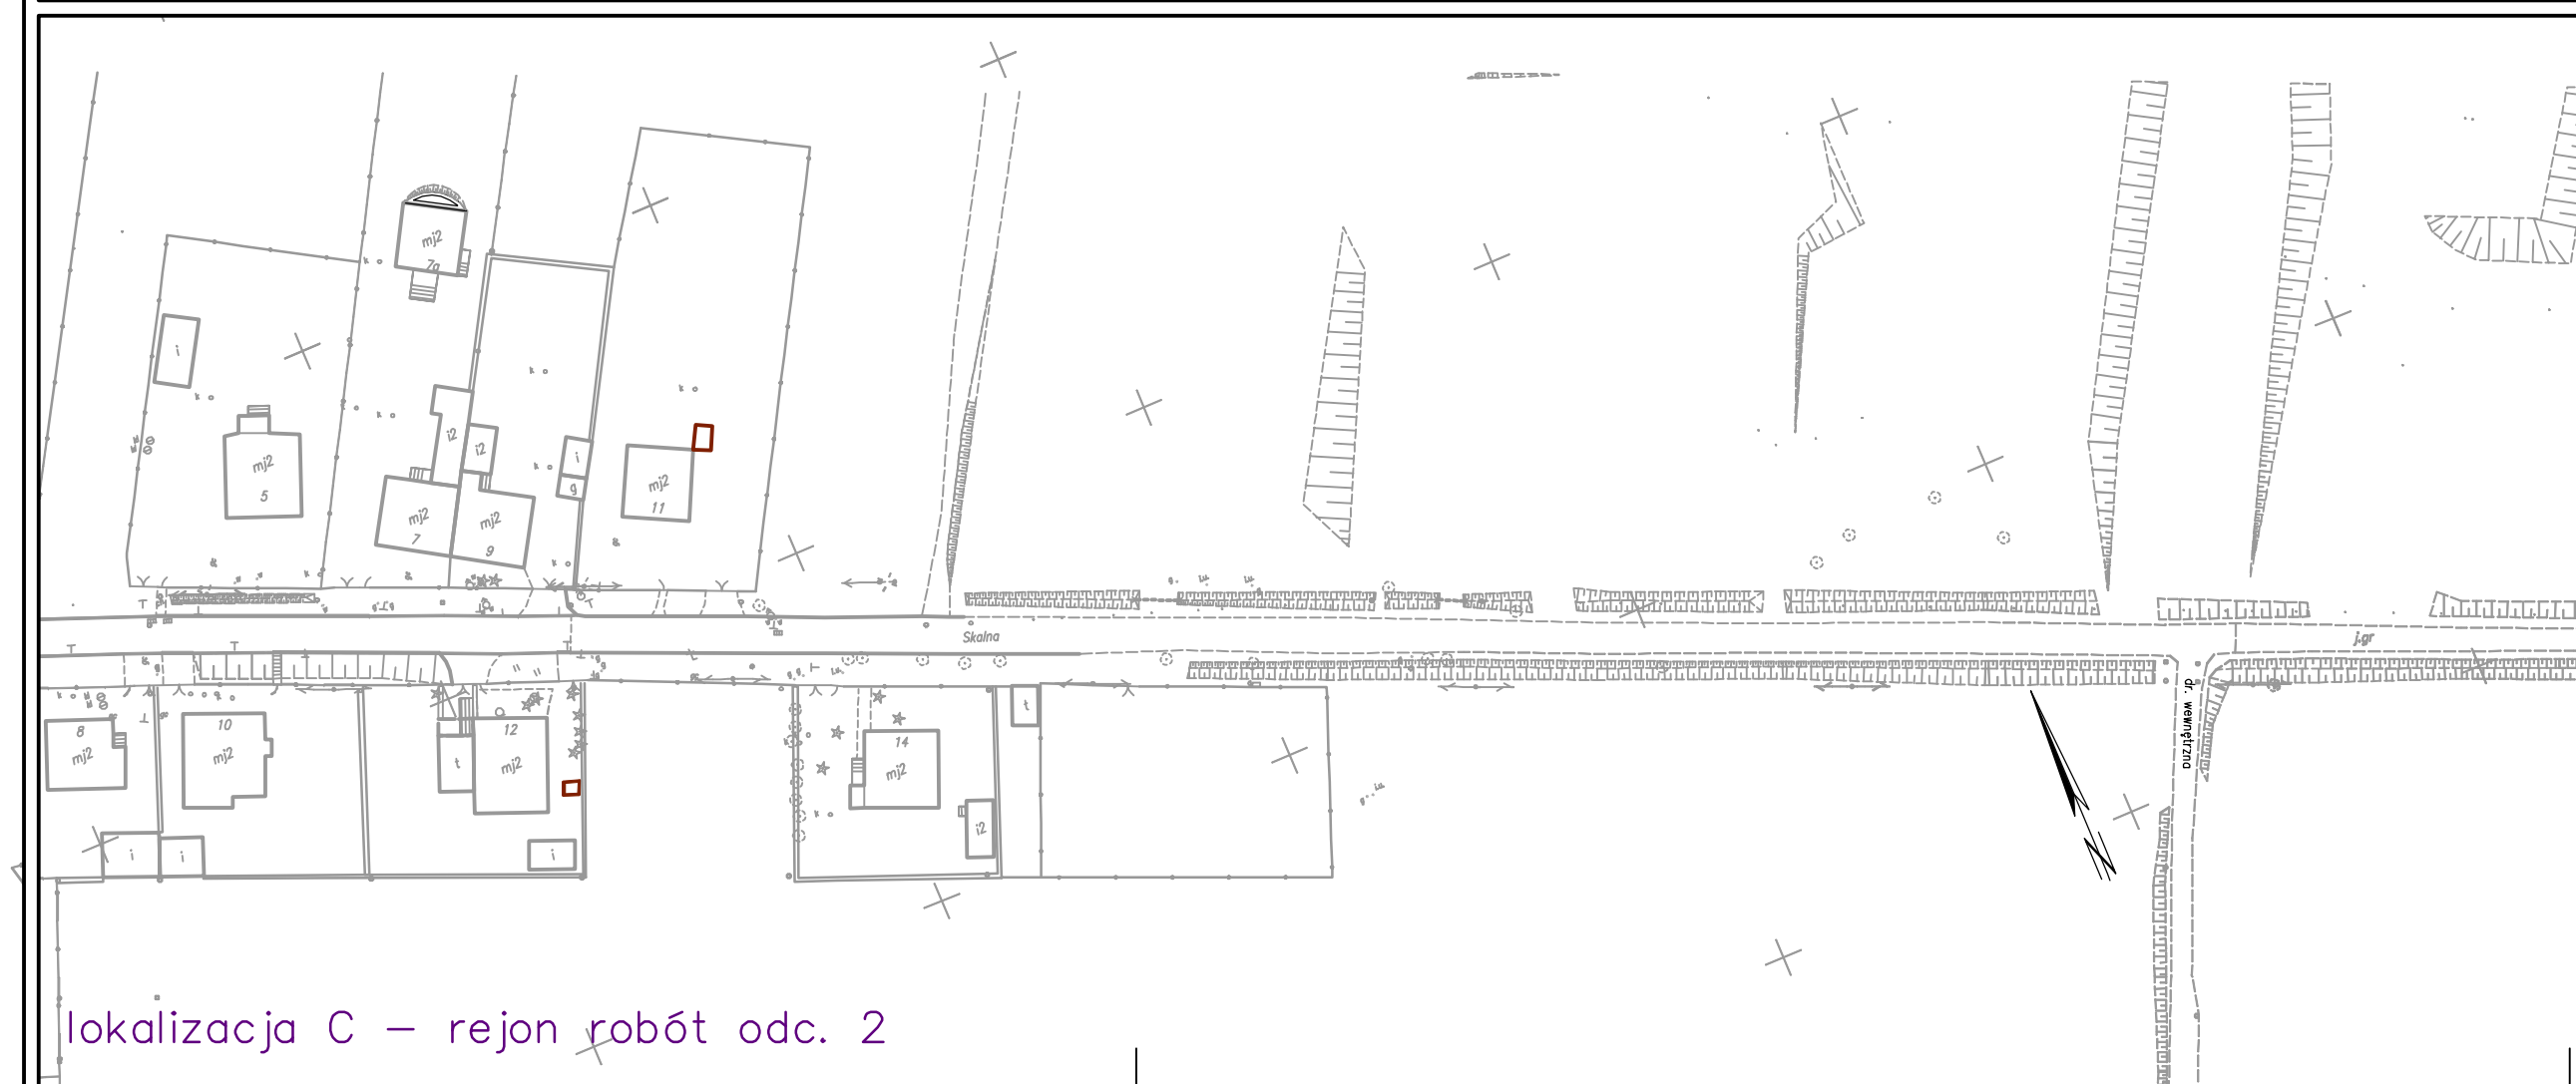 mj2
7a
i
i2
i2
mj2
5
i
g
mj2
11
mj2
7
mj2
9
Skalna
j.gr
dr. wewnętrzna
8
mj2
10
mj2
12
mj2
t
14
mj2
t
i2
i
i
i
lokalizacja C – rejon robót odc. 2